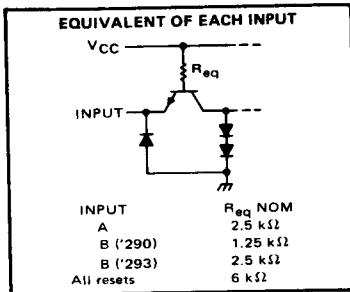 EQUIVALENT OF EACH INPUT
VCC
Req
INPUT
INPUT Req NOM
A 2.5 kΩ
B ('290) 1.25 kΩ
B ('293) 2.5 kΩ
All resets 6 kΩ